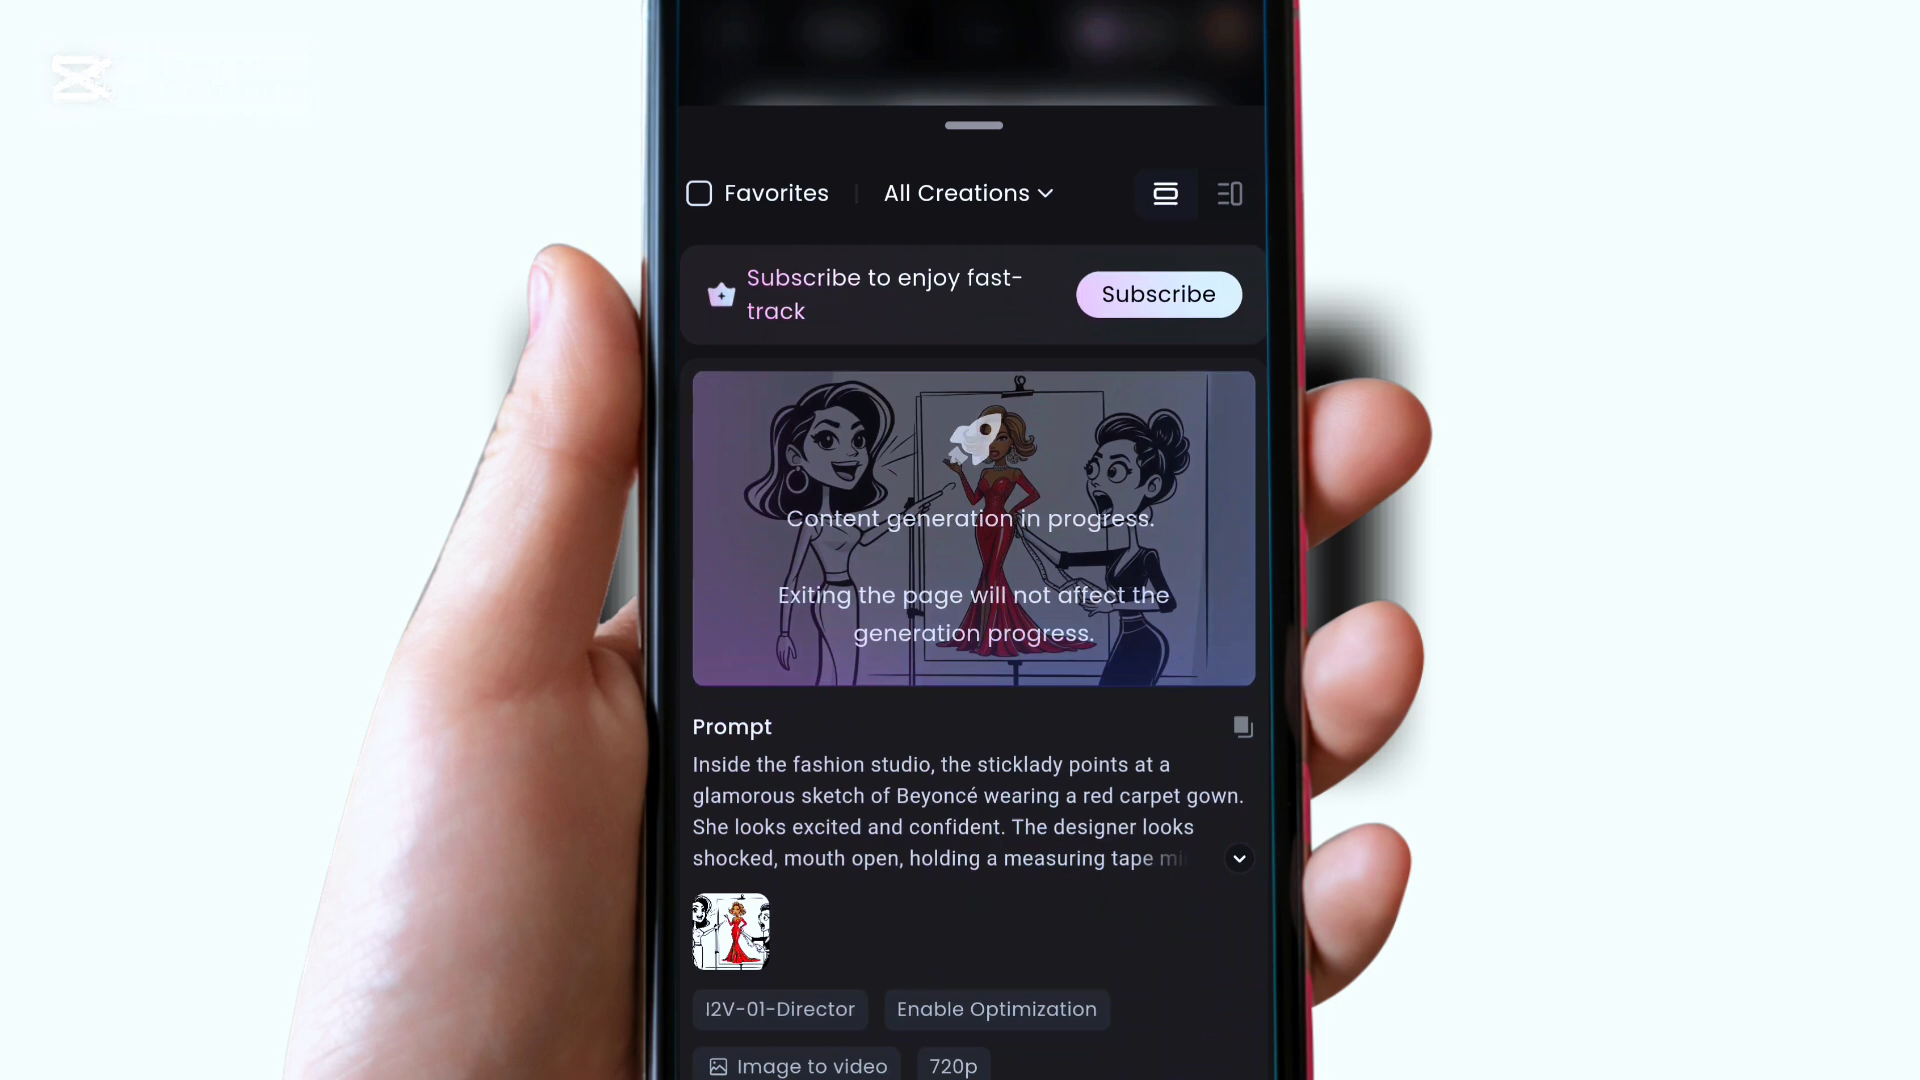 Favorites
All Creations
Subscribe to enjoy fast-
track
Subscribe
Content generation in progress.
Exiting the page will not affect the
generation progress.
Prompt
Inside the fashion studio, the sticklady points at a
glamorous sketch of Beyoncé wearing a red carpet gown.
She looks excited and confident. The designer looks
shocked, mouth open, holding a measuring tape
I2V-01-Director
Enable Optimization
Image to video
720p